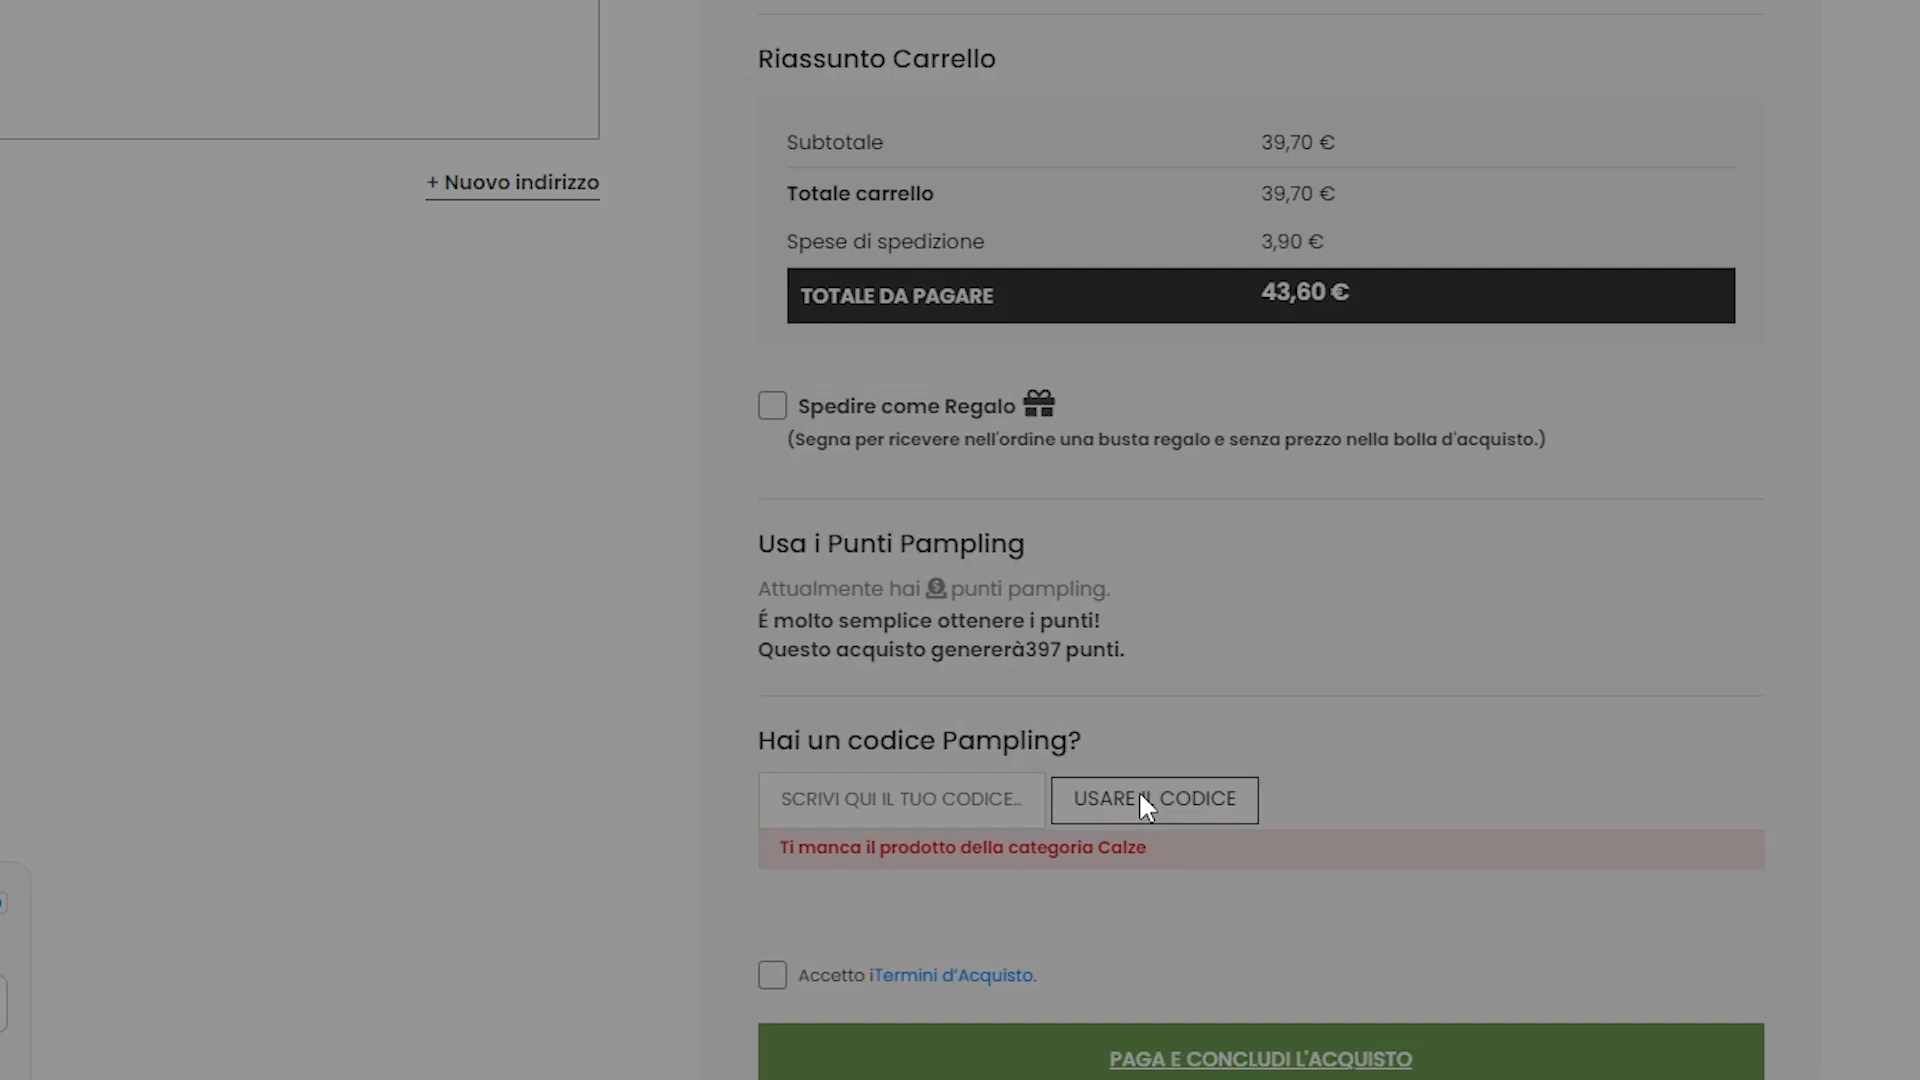 Riassunto Carrello
Subtotale 39,70 €
+ Nuovo indirizzo
Totale carrello 39,70 €
Spese di spedizione 3,90 €
TOTALE DA PAGARE 43,60 €
Spedire come Regalo
(Segna per ricevere nell'ordine una busta regalo e senza prezzo nella bolla d'acquisto.)
Usa i Punti Pampling
Attualmente hai punti pampling.
É molto semplice ottenere i punti!
Questo acquisto genererà397 punti.
Hai un codice Pampling?
SCRIVI QUI IL TUO CODICE... USARE IL CODICE
Ti manca il prodotto della categoria Calze
Accetto iTermini d’Acquisto.
PAGA E CONCLUDI L'ACQUISTO